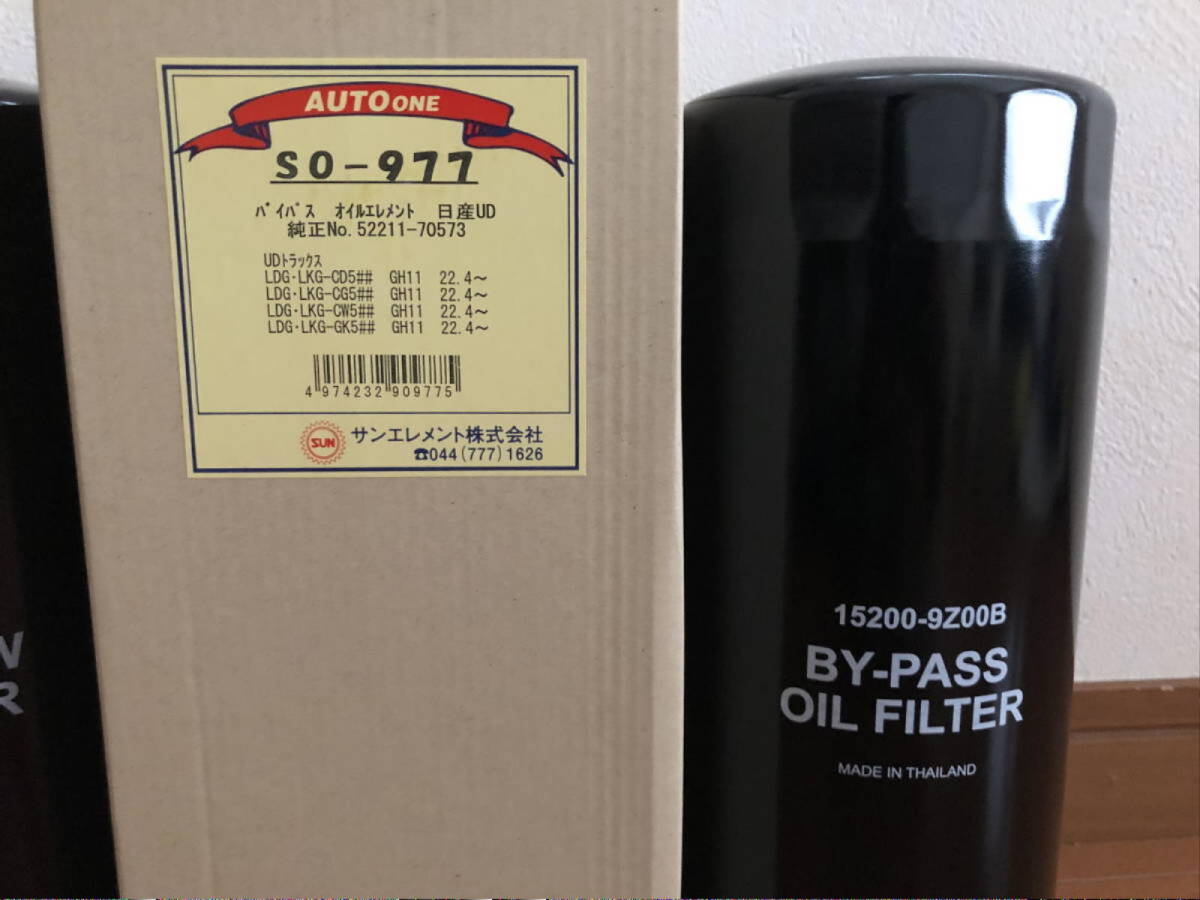 AUTO ONE
SO-977
バイパス オイルエレメント 日産UD
純正No. 52211-70573
UDトラックス
LDG・LKG-CD5## GH11 22.4～
LDG・LKG-CG5## GH11 22.4～
LDG・LKG-CW5## GH11 22.4～
LDG・LKG-GK5## GH11 22.4～
4 974232 909775
SUN サンエレメント株式会社
☎044(777)1626
W
R
15200-9Z00B
BY-PASS
OIL FILTER
MADE IN THAILAND